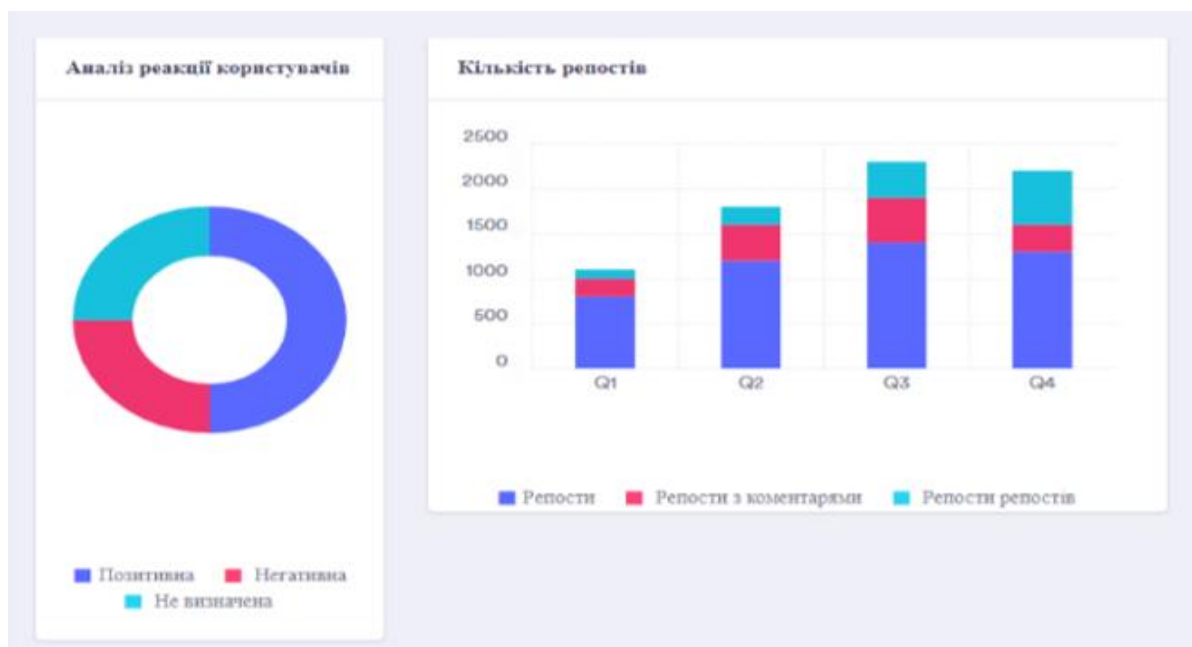 Аналіз реакції користувачів
Позитивна Негативна
Не визначена
Кількість репостів
2500
2000
1500
1000
500
0
Q1 Q2 Q3 Q4
Репости Репости з коментарями Репости репостів